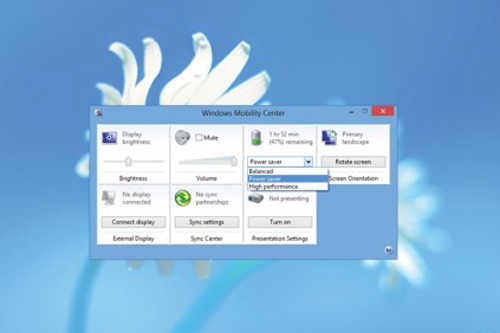 Windows Mobility Center
Display
brightness
Brightness
Mute
Volume
1 hr 52 min
(47%) remaining
Power saver
Balanced
Power saver
High performance
Primary
landscape
Rotate screen
Screen Orientation
No display
connected
Connect display
External Display
No sync
partnerships
Sync settings
Sync Center
Not presenting
Turn on
Presentation Settings